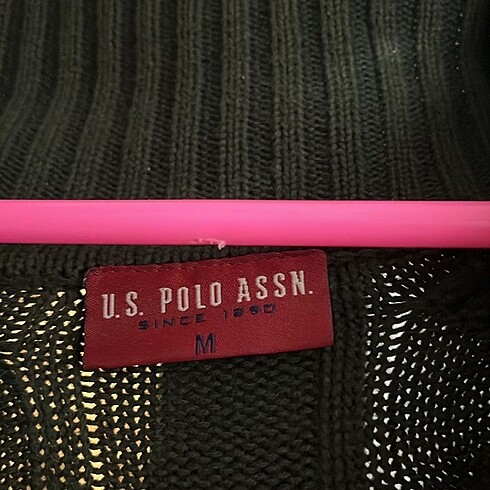 U.S. POLO ASSN.
SINCE 1890
M